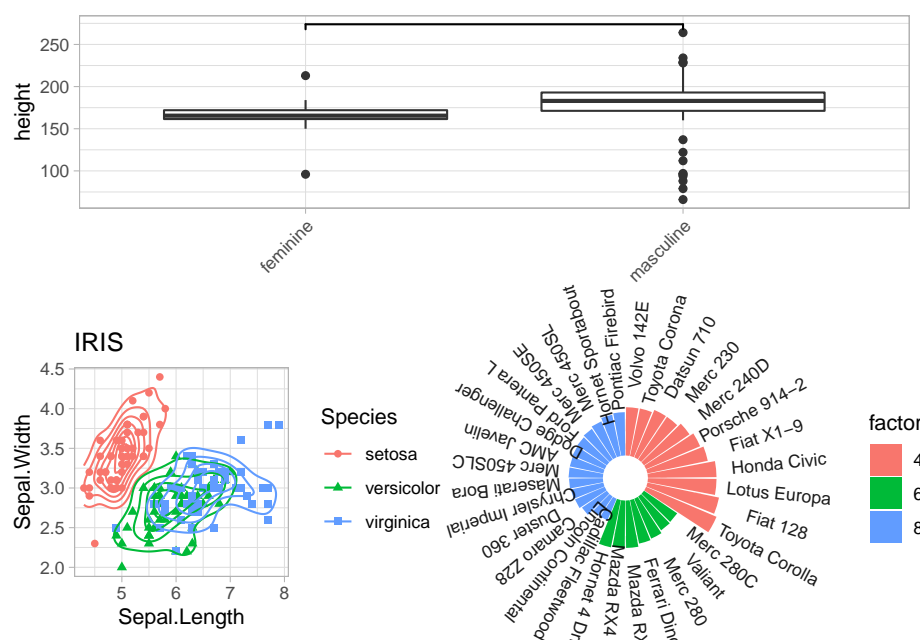 height
250
200
150
100
feminine
masculine
IRIS
Sepal.Width
4.5
4.0
3.5
3.0
2.5
2.0
5
6
7
8
Sepal.Length
Species
setosa
versicolor
virginica
Pontiac Firebird
Hornet Sportabout
Merc 450SL
Merc 450SE
Ford Pantera L
Dodge Challenger
AMC Javelin
Merc 450SLC
Maserati Bora
Chrysler Imperial
Duster 360
Camaro Z28
Continental
Fleetwood
Hornet 4 Dr
Mazda RX4
Mazda RX
Ferrari Dino
Merc 280
Valiant
Merc 280C
Toyota Corolla
Fiat 128
Lotus Europa
Honda Civic
Fiat X1−9
Porsche 914−2
Merc 240D
Merc 230
Datsun 710
Toyota Corona
Volvo 142E
factor
4
6
8